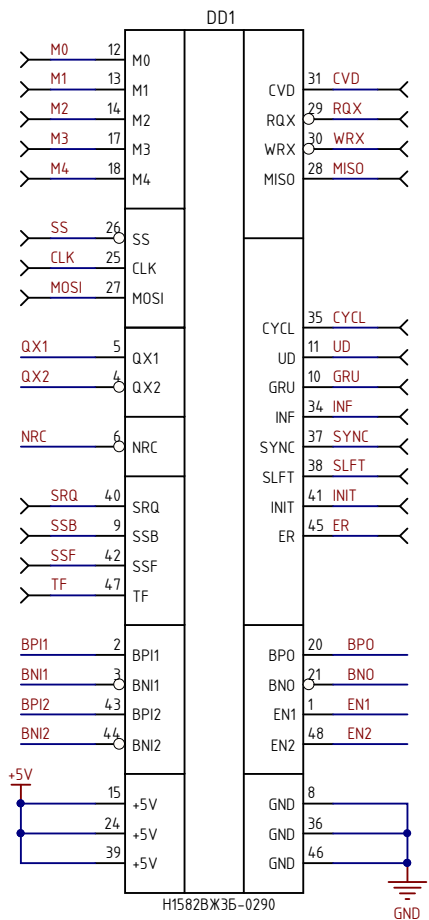 DD1
M0 12 M0
M1 13 M1
M2 14 M2
M3 17 M3
M4 18 M4
SS 26 SS
CLK 25 CLK
MOSI 27 MOSI
QX1 5 QX1
QX2 4 QX2
NRC 6 NRC
SRQ 40 SRQ
SSB 9 SSB
SSF 42 SSF
TF 47 TF
BPI1 2 BPI1
BNI1 3 BNI1
BPI2 43 BPI2
BNI2 44 BNI2
+5V
15 +5V
24 +5V
39 +5V
CVD 31 CVD
RQX 29 RQX
WRX 30 WRX
MISO 28 MISO
CYCL 35 CYCL
UD 11 UD
GRU 10 GRU
INF 34 INF
SYNC 37 SYNC
SLFT 38 SLFT
INIT 41 INIT
ER 45 ER
BPO 20 BPO
BNO 21 BNO
EN1 1 EN1
EN2 48 EN2
GND 8
GND 36
GND 46
GND
Н1582ВЖ3Б-0290